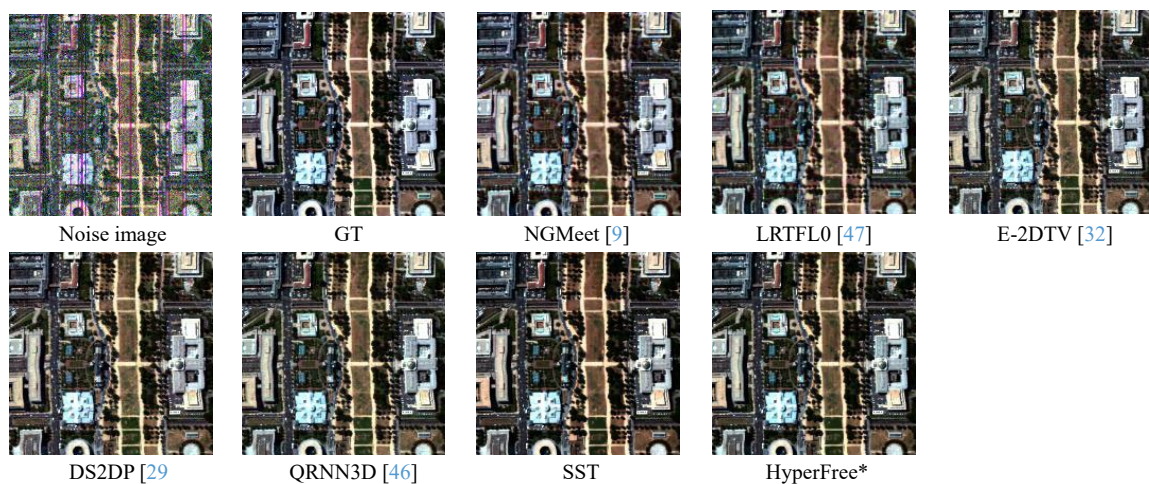 Noise image
GT
NGMeet [9]
LRTFL0 [47]
E-2DTV [32]
DS2DP [29
QRNN3D [46]
SST
HyperFree*